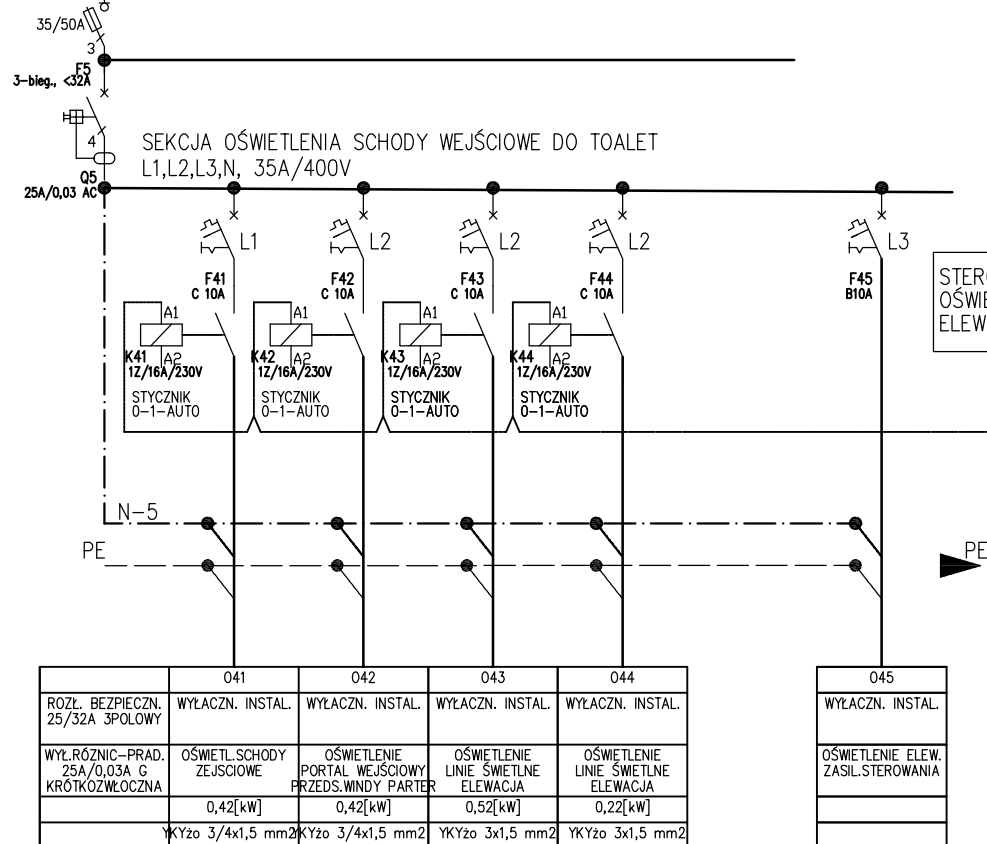 35/50A
3
F5
3-bieg., <32A
4
SEKCJA OŚWIETLENIA SCHODY WEJŚCIOWE DO TOALET
L1,L2,L3,N, 35A/400V
Q5
25A/0,03 AC
L1
L2
L2
L2
L3
F41
C 10A
F42
C 10A
F43
C 10A
F44
C 10A
F45
B10A
A1
A2
K41
1Z/16A/230V
STYCZNIK
0-1-AUTO
A1
A2
K42
1Z/16A/230V
STYCZNIK
0-1-AUTO
A1
A2
K43
1Z/16A/230V
STYCZNIK
0-1-AUTO
A1
A2
K44
1Z/16A/230V
STYCZNIK
0-1-AUTO
N-5
PE
PE
041
042
043
044
045
ROZŁ. BEZPIECZN.
25/32A 3POLOWY
WYŁACZN. INSTAL.
WYŁACZN. INSTAL.
WYŁACZN. INSTAL.
WYŁACZN. INSTAL.
WYŁACZN. INSTAL.
WYŁ.RÓZNIC-PRAD.
25A/0,03A G
KRÓTKOZWŁOCZNA
OŚWIETL.SCHODY
ZEJSCIOWE
OŚWIETLENIE
PORTAL WEJŚCIOWY
PRZEDS.WINDY PARTER
OŚWIETLENIE
LINIE ŚWIETLNE
ELEWACJA
OŚWIETLENIE
LINIE ŚWIETLNE
ELEWACJA
OŚWIETLENIE ELEW.
ZASIL.STEROWANIA
0,42[kW]
0,42[kW]
0,52[kW]
0,22[kW]
YKYżo 3/4x1,5 mm2
YKYżo 3/4x1,5 mm2
YKYżo 3x1,5 mm2
YKYżo 3x1,5 mm2